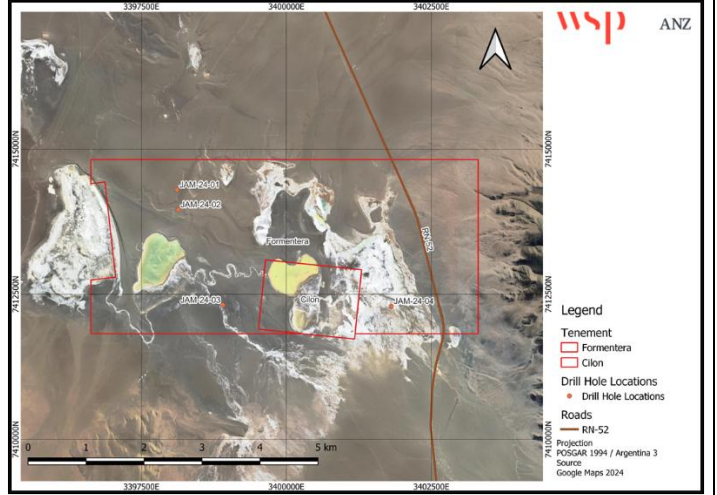 3397500E 3400000E 3402500E
wsp ANZ
7415000N 7415000N
JAM-24-01
JAM-24-02
Formentera
RN-52
7412500N 7412500N
JAM-24-03 Cilon JAM-24-04
Legend
Tenement
Formentera
Cilon
Drill Hole Locations
Drill Hole Locations
Roads
RN-52
Projection
POSGAR 1994 / Argentina 3
Source
Google Maps 2024
7410000N 7410000N
0 1 2 3 4 5 km
3397500E 3400000E 3402500E